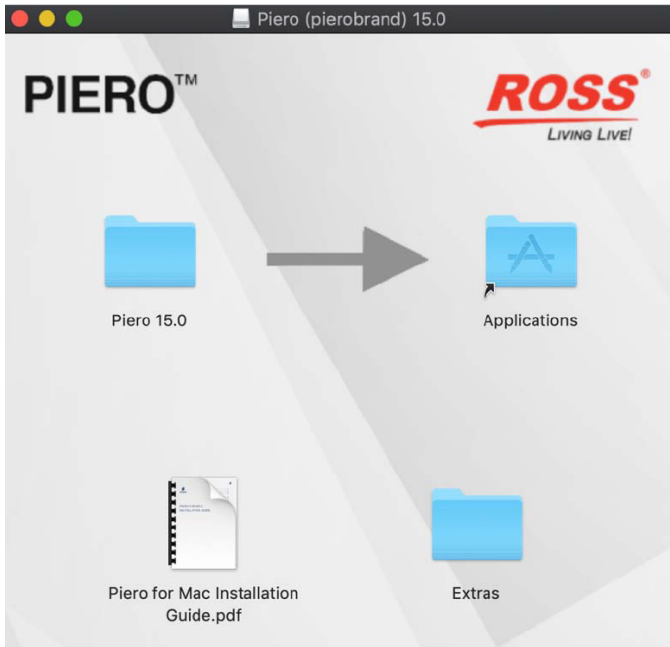 Piero (pierobrand) 15.0
PIERO™
ROSS®
LIVING LIVE!
Piero 15.0
Applications
Piero for Mac Installation
Guide.pdf
Extras